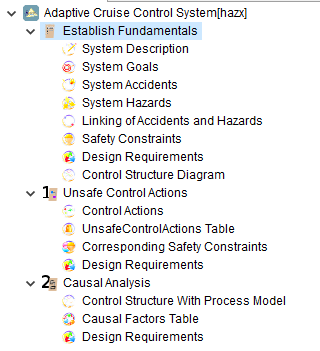 Adaptive Cruise Control System[hazx]
Establish Fundamentals
System Description
System Goals
System Accidents
System Hazards
Linking of Accidents and Hazards
Safety Constraints
Design Requirements
Control Structure Diagram
1 Unsafe Control Actions
Control Actions
UnsafeControlActions Table
Corresponding Safety Constraints
Design Requirements
2 Causal Analysis
Control Structure With Process Model
Causal Factors Table
Design Requirements